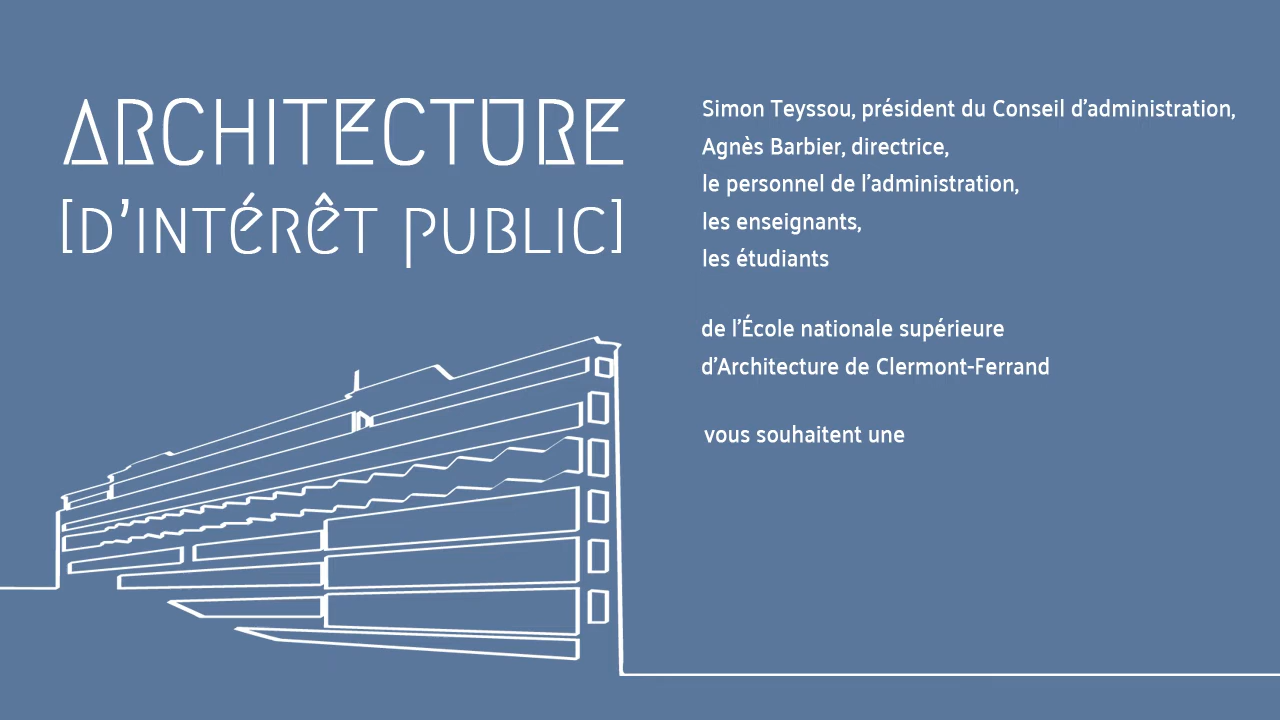 ARCHITECTURE
[D’INTÉRÊT PUBLIC]
Simon Teyssou, président du Conseil d’administration,
Agnès Barbier, directrice,
le personnel de l’administration,
les enseignants,
les étudiants
de l’École nationale supérieure
d’Architecture de Clermont-Ferrand
vous souhaitent une